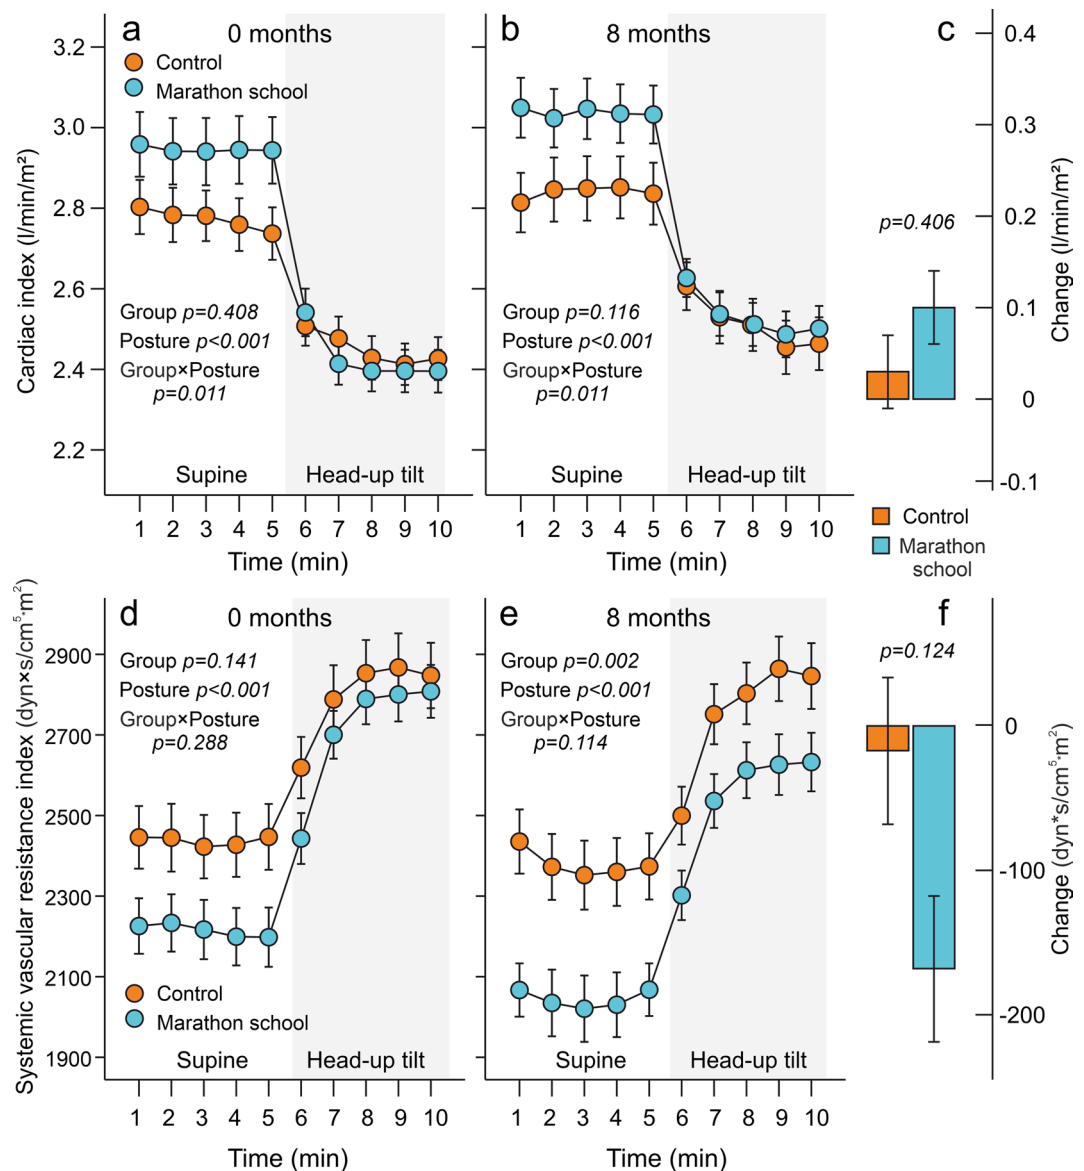 a
0 months
Control
Marathon school
3.2
3.0
2.8
2.6
2.4
2.2
Cardiac index (l/min/m²)
Group p=0.408
Posture p<0.001
Group×Posture
p=0.011
Supine
Head-up tilt
1 2 3 4 5 6 7 8 9 10
Time (min)
b
8 months
Group p=0.116
Posture p<0.001
Group×Posture
p=0.011
Supine
Head-up tilt
1 2 3 4 5 6 7 8 9 10
Time (min)
c
p=0.406
0.4
0.3
0.2
0.1
0
-0.1
Change (l/min/m²)
Control
Marathon
school
d
0 months
Group p=0.141
Posture p<0.001
Group×Posture
p=0.288
2900
2700
2500
2300
2100
1900
Systemic vascular resistance index (dyn×s/cm⁵·m²)
Control
Marathon school
Supine
Head-up tilt
1 2 3 4 5 6 7 8 9 10
Time (min)
e
8 months
Group p=0.002
Posture p<0.001
Group×Posture
p=0.114
Supine
Head-up tilt
1 2 3 4 5 6 7 8 9 10
Time (min)
f
p=0.124
0
-100
-200
Change (dyn*s/cm⁵·m²)